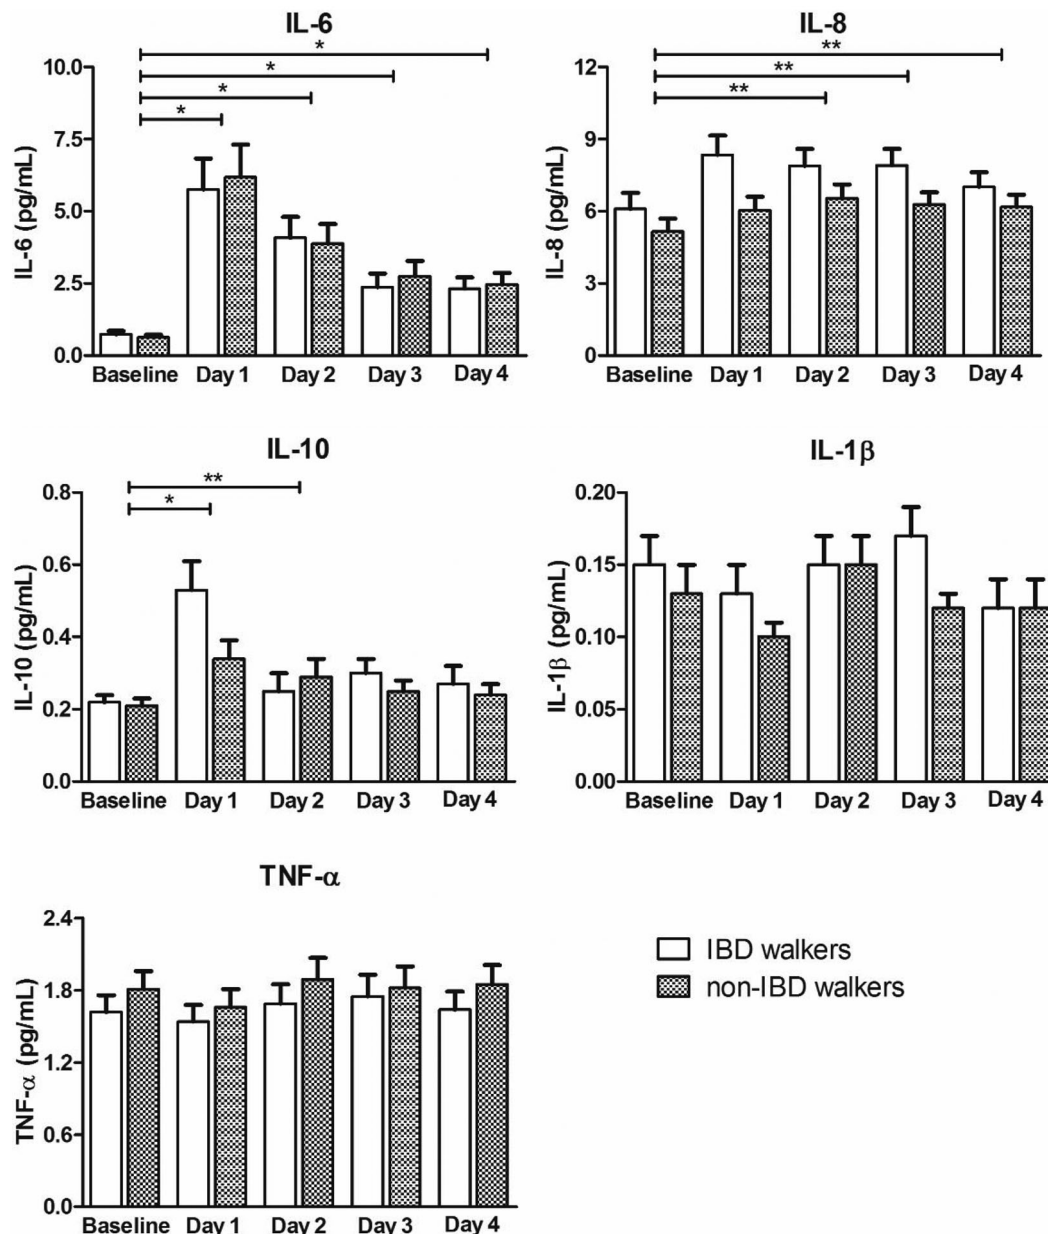 IL-6
*
*
*
*
10.0
7.5
5.0
2.5
0.0
IL-6 (pg/mL)
Baseline Day 1 Day 2 Day 3 Day 4
IL-8
**
**
**
12
9
6
3
0
IL-8 (pg/mL)
Baseline Day 1 Day 2 Day 3 Day 4
IL-10
**
*
0.8
0.6
0.4
0.2
0.0
IL-10 (pg/mL)
Baseline Day 1 Day 2 Day 3 Day 4
IL-1β
0.20
0.15
0.10
0.05
0.00
IL-1β (pg/mL)
Baseline Day 1 Day 2 Day 3 Day 4
TNF-α
2.4
1.8
1.2
0.6
0.0
TNF-α (pg/mL)
Baseline Day 1 Day 2 Day 3 Day 4
IBD walkers
non-IBD walkers